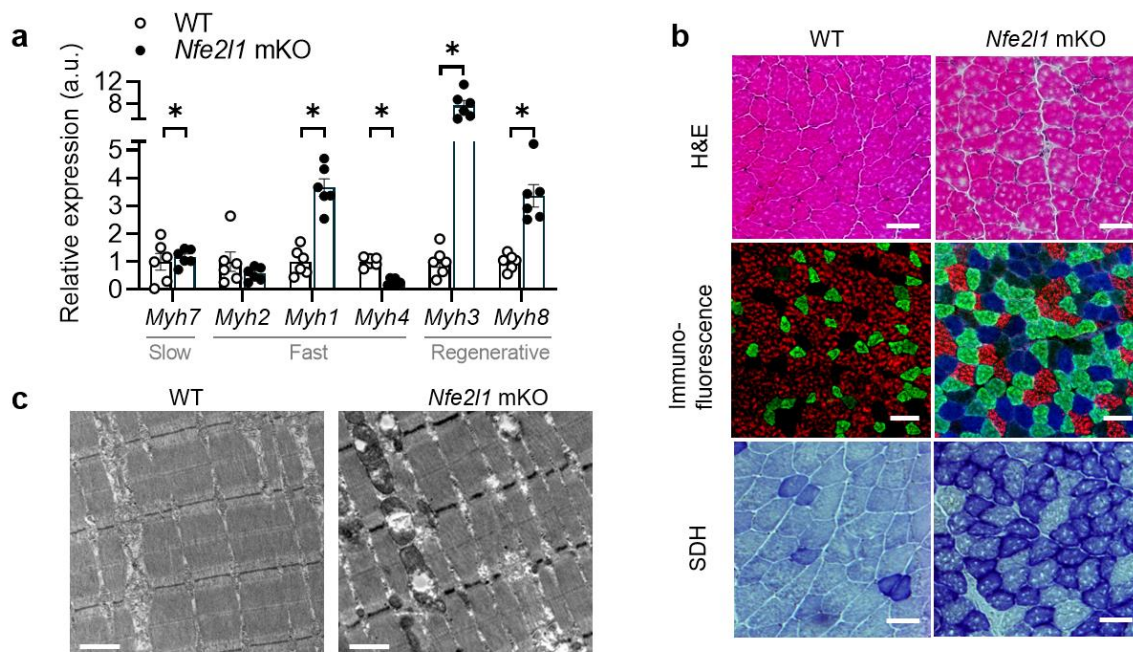 a
WT
Nfe2l1 mKO
Relative expression (a.u.)
12
8
5
4
3
2
1
0
* * * * *
Myh7 Myh2 Myh1 Myh4 Myh3 Myh8
Slow Fast Regenerative
b
WT Nfe2l1 mKO
H&E
Immuno-
fluorescence
SDH
c
WT Nfe2l1 mKO